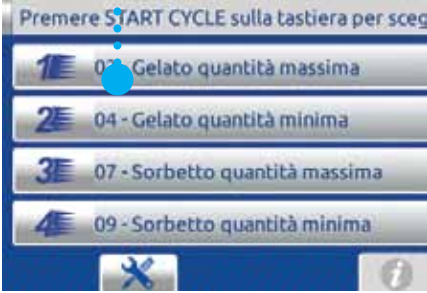 Premere START CYCLE sulla tastiera per sceg
1 - Gelato quantità massima
2 04 - Gelato quantità minima
3 07 - Sorbetto quantità massima
4 09 - Sorbetto quantità minima
i